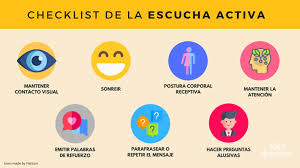 CHECKLIST DE LA ESCUCHA ACTIVA
MANTENER
CONTACTO VISUAL
SONREIR
POSTURA CORPORAL
RECEPTIVA
MANTENER LA
ATENCIÓN
EMITIR PALABRAS
DE REFUERZO
PARAFRASEAR O
REPETIR EL MENSAJE
HACER PREGUNTAS
ALUSIVAS